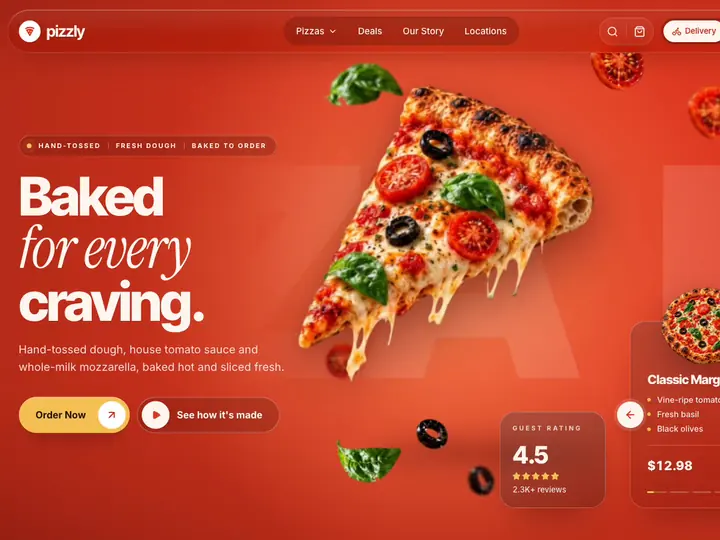 pizzly
Pizzas
Deals
Our Story
Locations
Delivery
HAND-TOSSED | FRESH DOUGH | BAKED TO ORDER
Baked
for every
craving.
Hand-tossed dough, house tomato sauce and
whole-milk mozzarella, baked hot and sliced fresh.
Order Now
See how it's made
GUEST RATING
4.5
2.3K+ reviews
Classic Marg
Vine-ripe tomato
Fresh basil
Black olives
$12.98